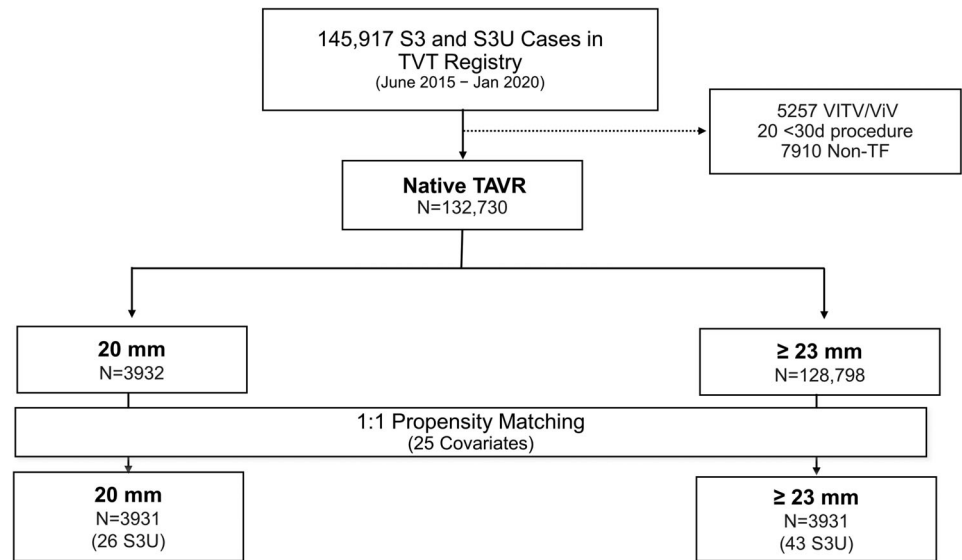 145,917 S3 and S3U Cases in
TVT Registry
(June 2015 – Jan 2020)
5257 VITV/ViV
20 <30d procedure
7910 Non-TF
Native TAVR
N=132,730
20 mm
N=3932
≥ 23 mm
N=128,798
1:1 Propensity Matching
(25 Covariates)
20 mm
N=3931
(26 S3U)
≥ 23 mm
N=3931
(43 S3U)